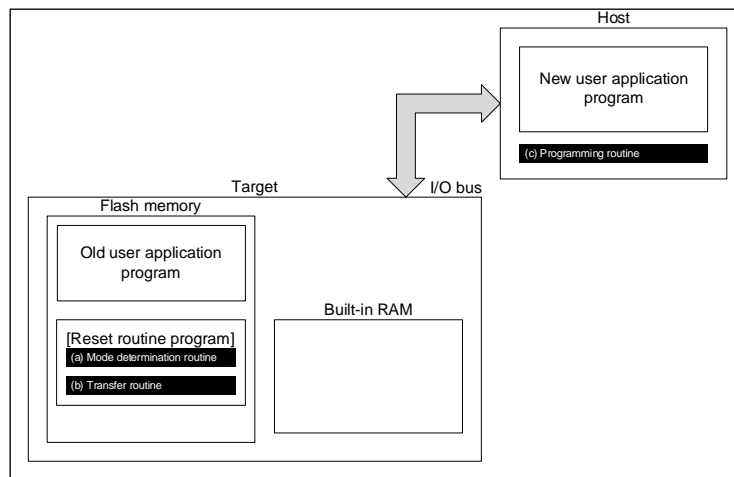 Host
New user application
program
(c) Programming routine
I/O bus
Target
Flash memory
Old user application
program
[Reset routine program]
(a) Mode determination routine
(b) Transfer routine
Built-in RAM